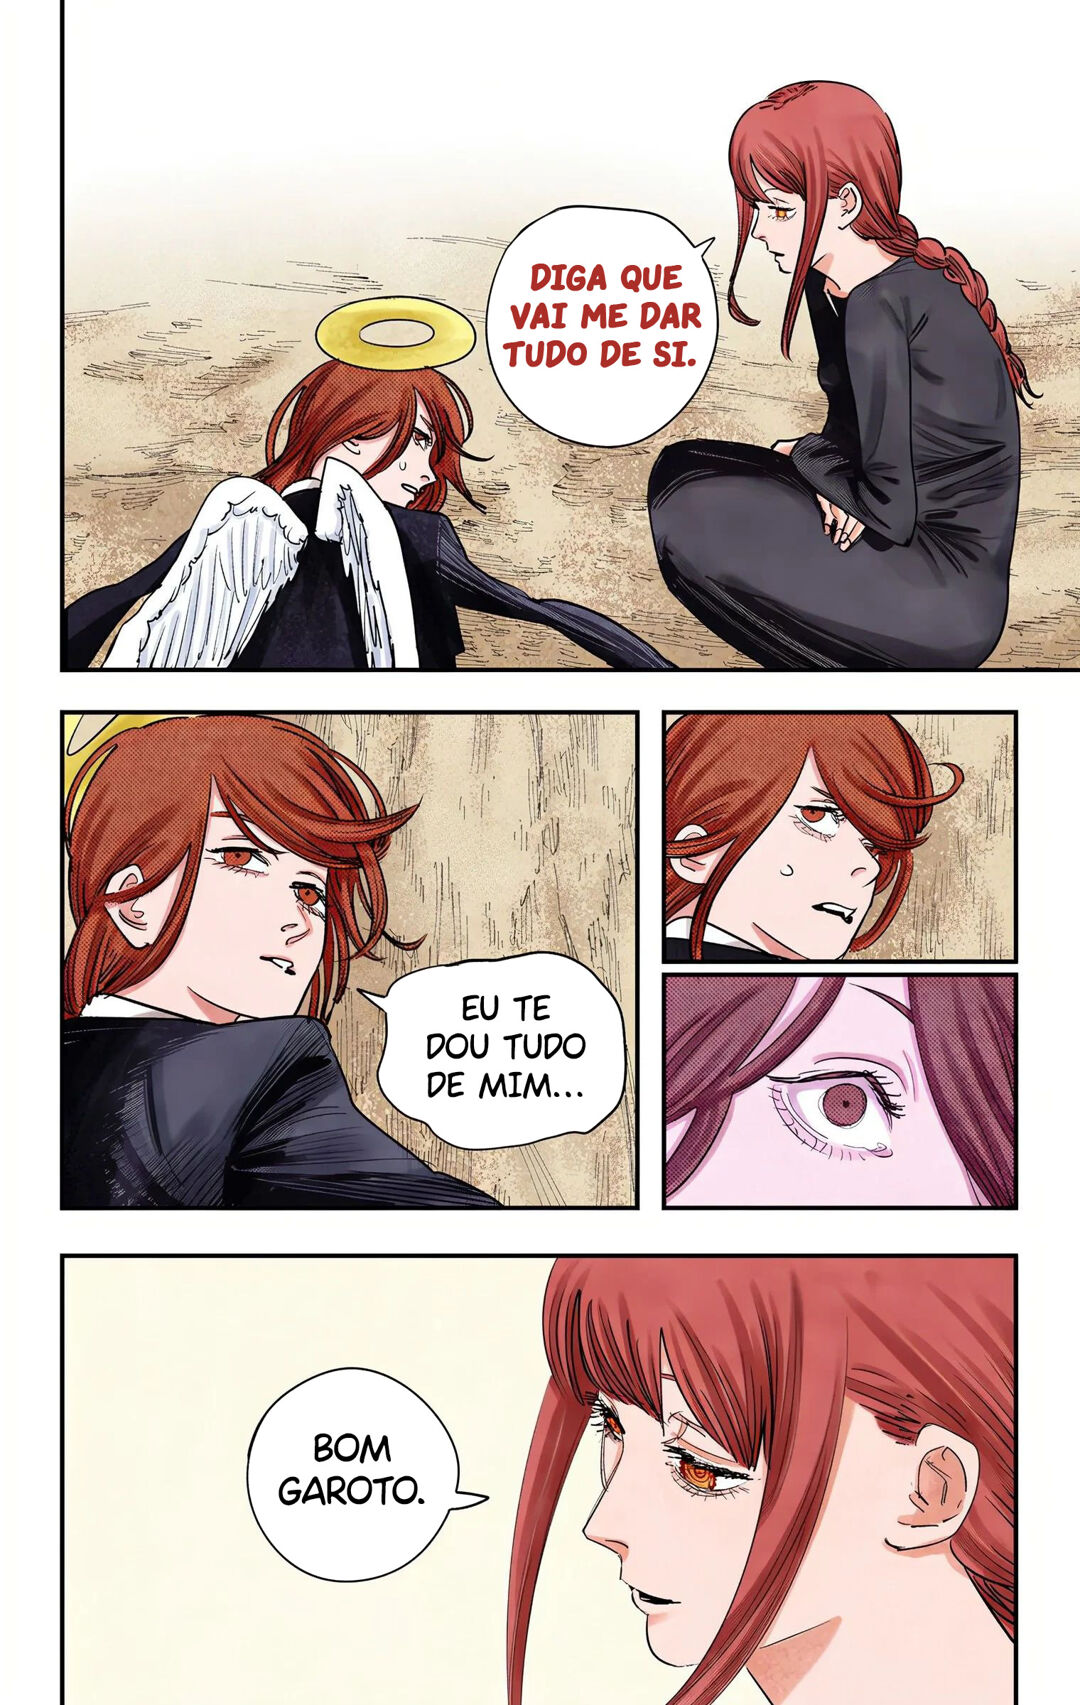 DIGA QUE
VAI ME DAR
TUDO DE SI.
EU TE
DOU TUDO
DE MIM...
BOM
GAROTO.